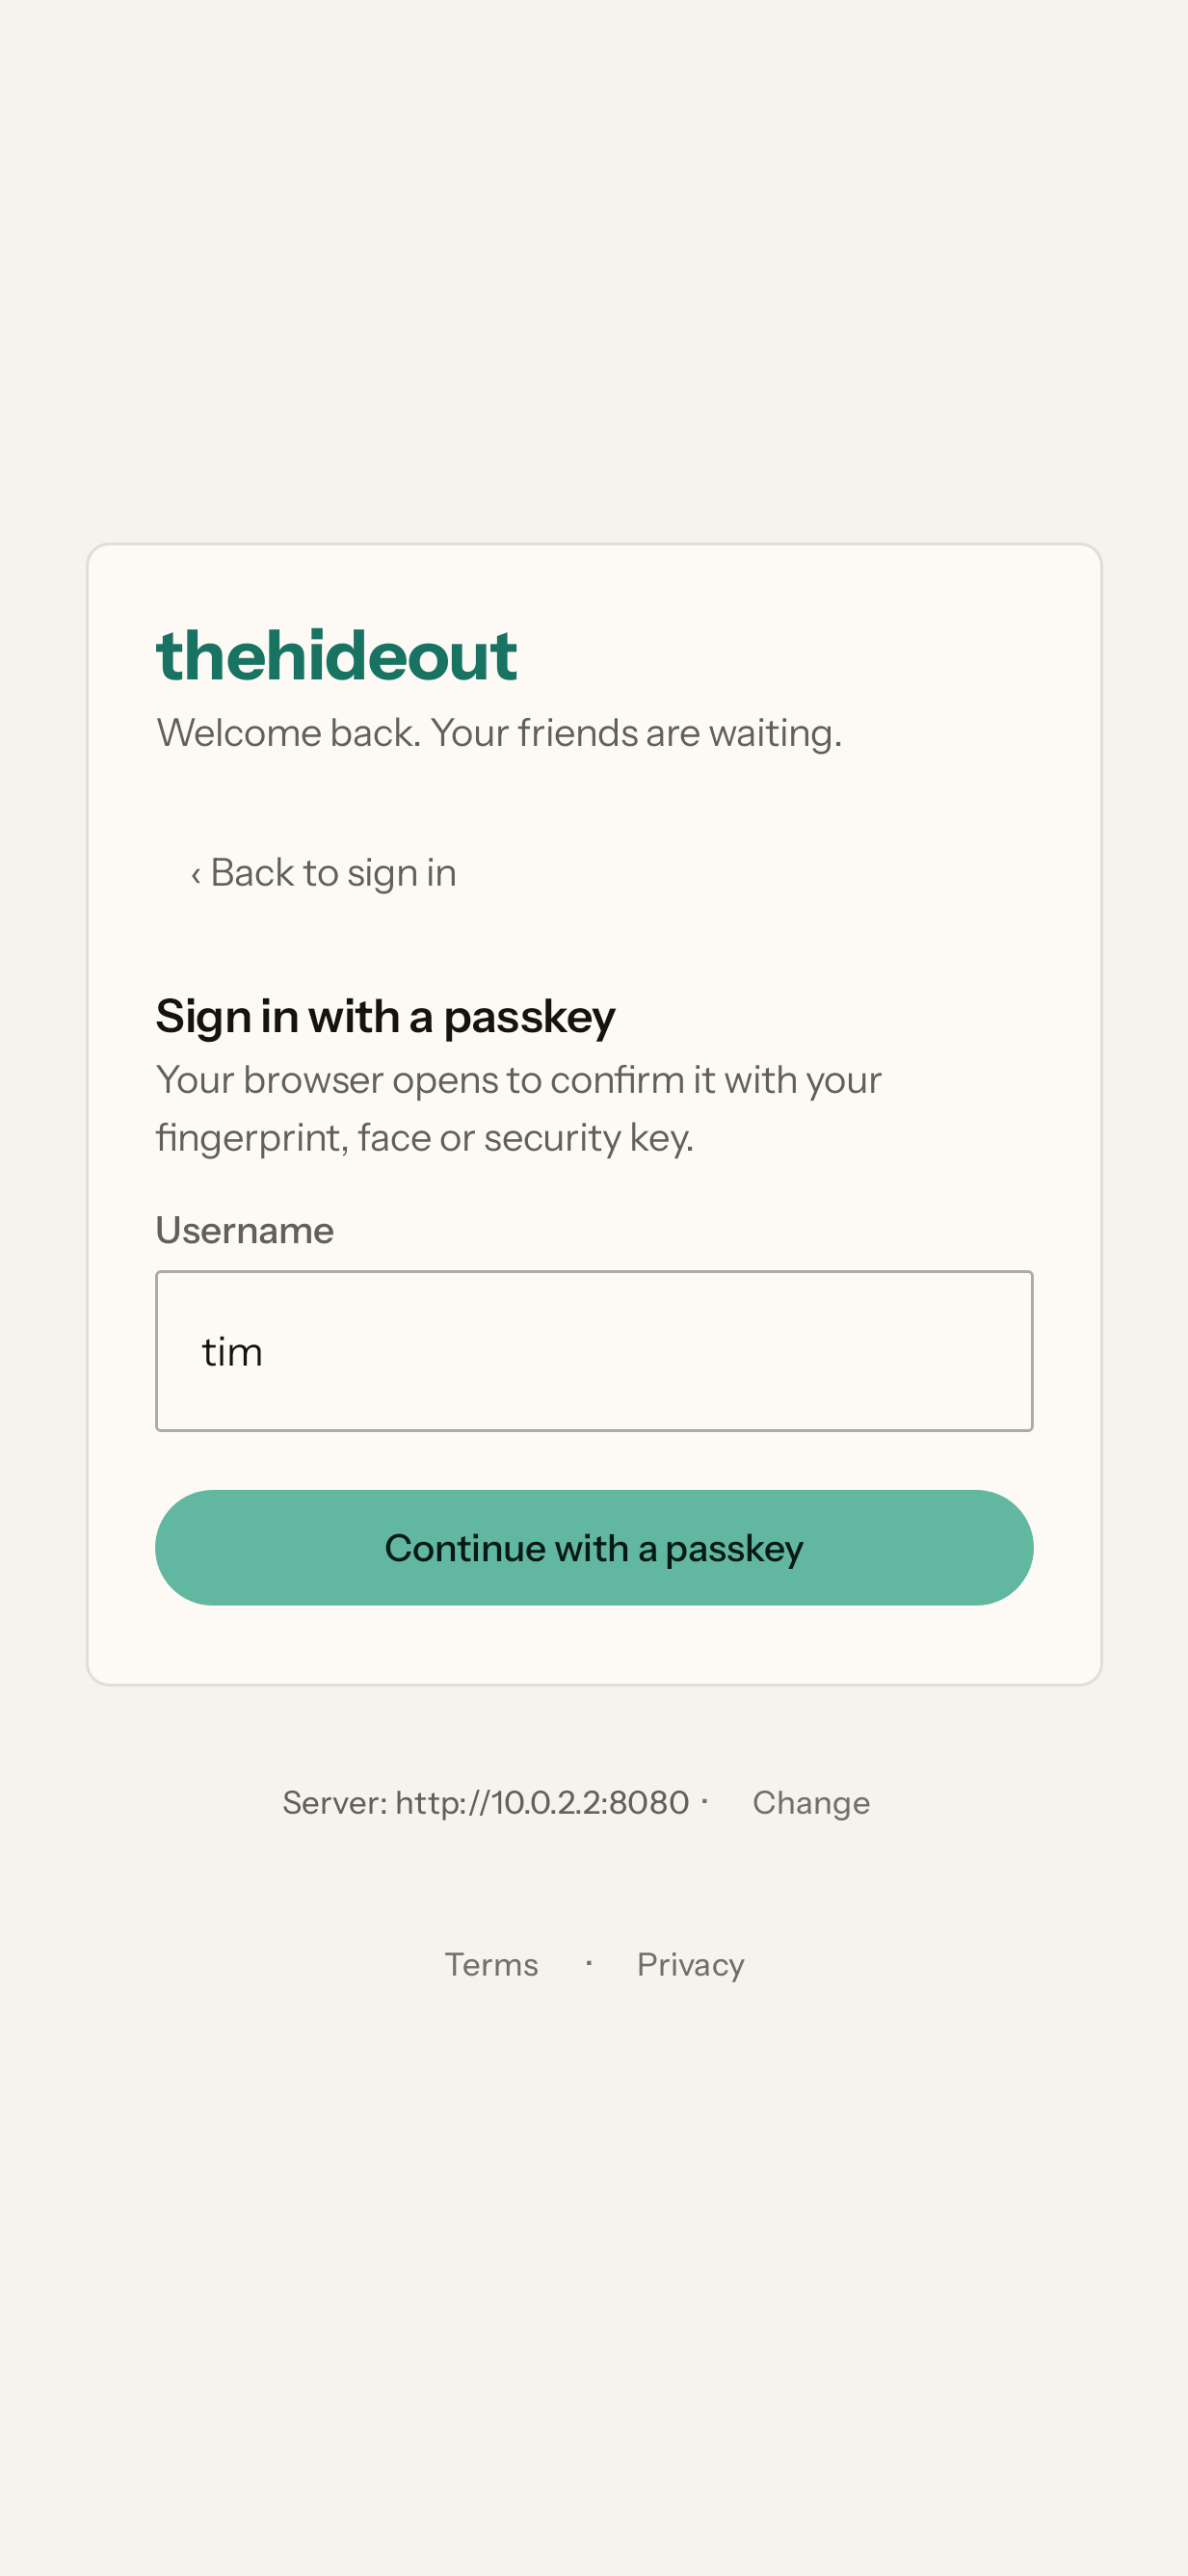 thehideout
Welcome back. Your friends are waiting.
‹ Back to sign in
Sign in with a passkey
Your browser opens to confirm it with your
fingerprint, face or security key.
Username
tim
Continue with a passkey
Server: http://10.0.2.2:8080 · Change
Terms · Privacy